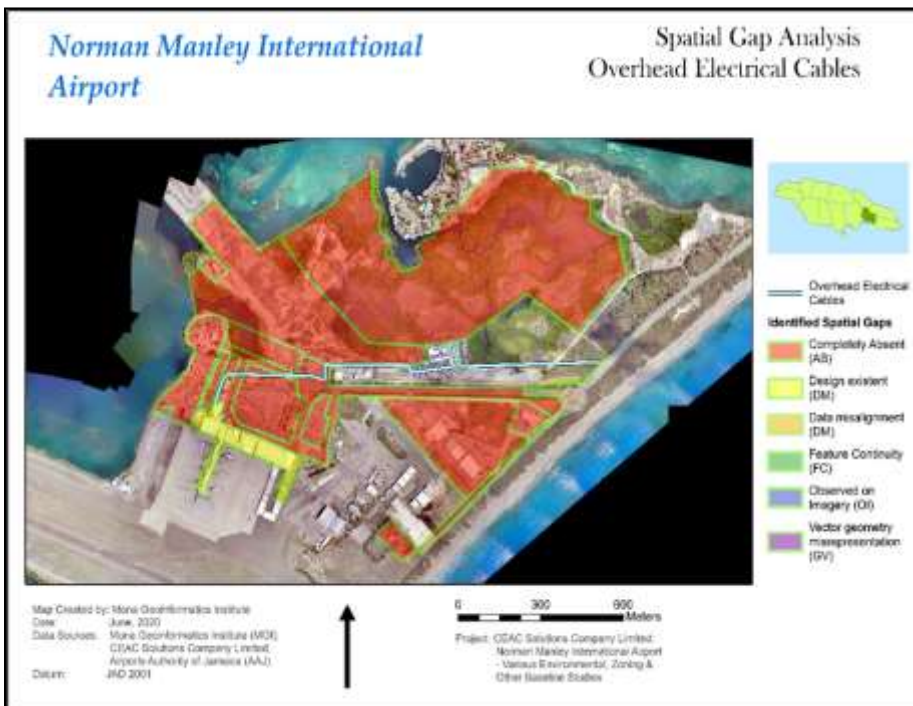 Norman Manley International
Airport
Spatial Gap Analysis
Overhead Electrical Cables
Overhead Electrical
Cables
Identified Spatial Gaps
Completely Absent
(AB)
Design existent
(DM)
Data misalignment
(DM)
Feature Continuity
(FC)
Observed on
Imagery (OI)
Vector geometry
misrepresentation
(GV)
Map Created by: Mona GeoInformatics Institute
Date: June, 2020
Data Sources: Mona Geoinformatics Institute (MGI)
CEAC Solutions Company Limited,
Airports Authority of Jamaica (AAJ)
Datum: JAD 2001
0 300 600
Meters
Project: CEAC Solutions Company Limited:
Norman Manley International Airport
- Various Environmental, Zoning &
Other Baseline Studies